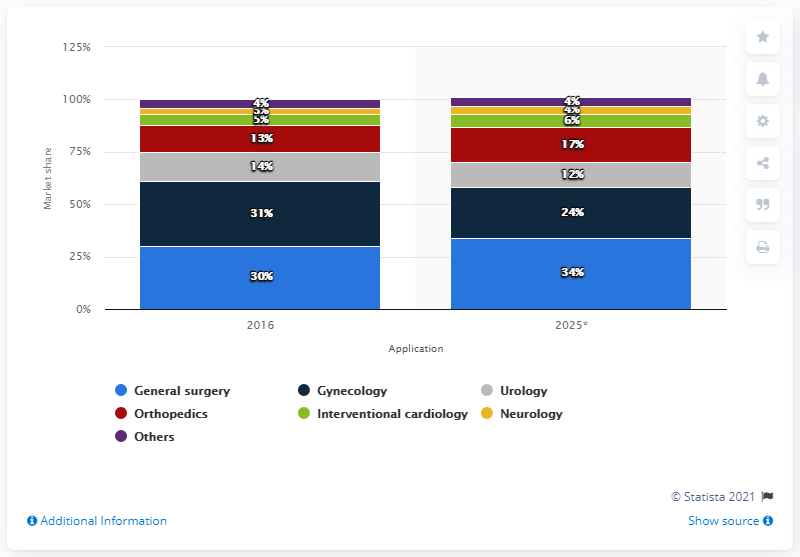 125%
100%
75%
50%
25%
0%
Market share
4%
3%
5%
13%
14%
31%
30%
4%
4%
6%
17%
12%
24%
34%
2016
2025*
Application
General surgery
Gynecology
Urology
Orthopedics
Interventional cardiology
Neurology
Others
© Statista 2021
Additional Information
Show source